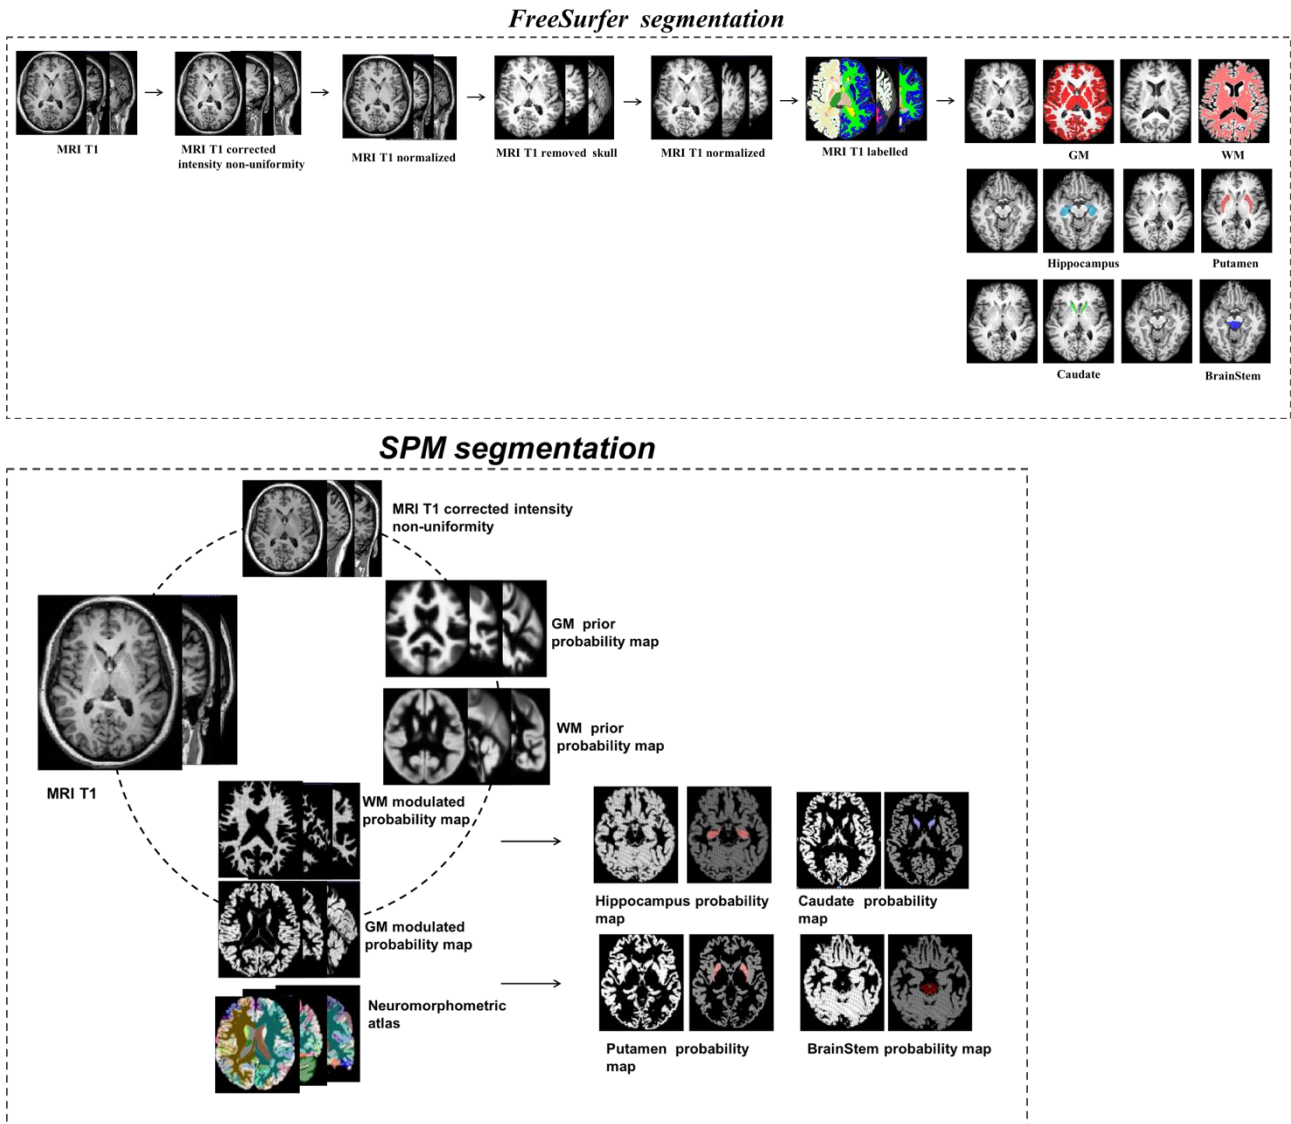 FreeSurfer segmentation
MRI T1
MRI T1 corrected
intensity non-uniformity
MRI T1 normalized
MRI T1 removed skull
MRI T1 normalized
MRI T1 labelled
GM
WM
Hippocampus
Putamen
Caudate
BrainStem
SPM segmentation
MRI T1 corrected intensity
non-uniformity
GM prior
probability map
WM prior
probability map
MRI T1
WM modulated
probability map
GM modulated
probability map
Neuromorphometric
atlas
Hippocampus probability
map
Caudate probability
map
Putamen probability
map
BrainStem probability map